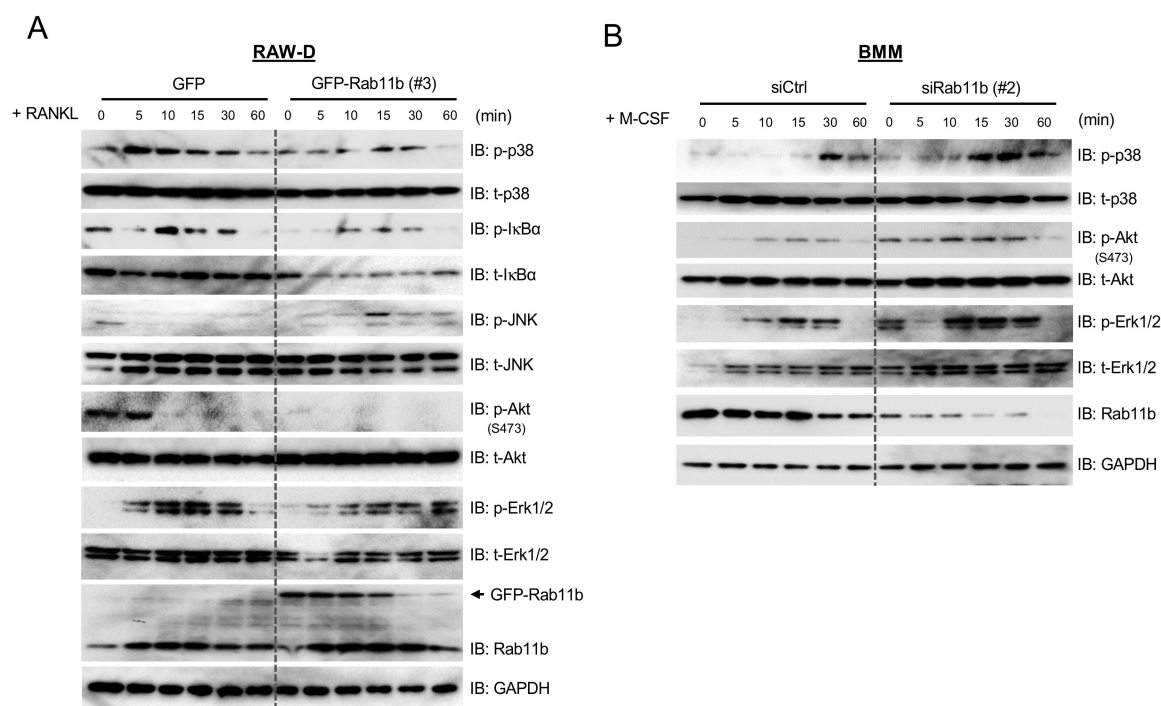 A
RAW-D
GFP
GFP-Rab11b (#3)
+ RANKL 0 5 10 15 30 60 0 5 10 15 30 60 (min)
IB: p-p38
IB: t-p38
IB: p-IκBα
IB: t-IκBα
IB: p-JNK
IB: t-JNK
IB: p-Akt
(S473)
IB: t-Akt
IB: p-Erk1/2
IB: t-Erk1/2
GFP-Rab11b
IB: Rab11b
IB: GAPDH
B
BMM
siCtrl
siRab11b (#2)
+ M-CSF 0 5 10 15 30 60 0 5 10 15 30 60 (min)
IB: p-p38
IB: t-p38
IB: p-Akt
(S473)
IB: t-Akt
IB: p-Erk1/2
IB: t-Erk1/2
IB: Rab11b
IB: GAPDH